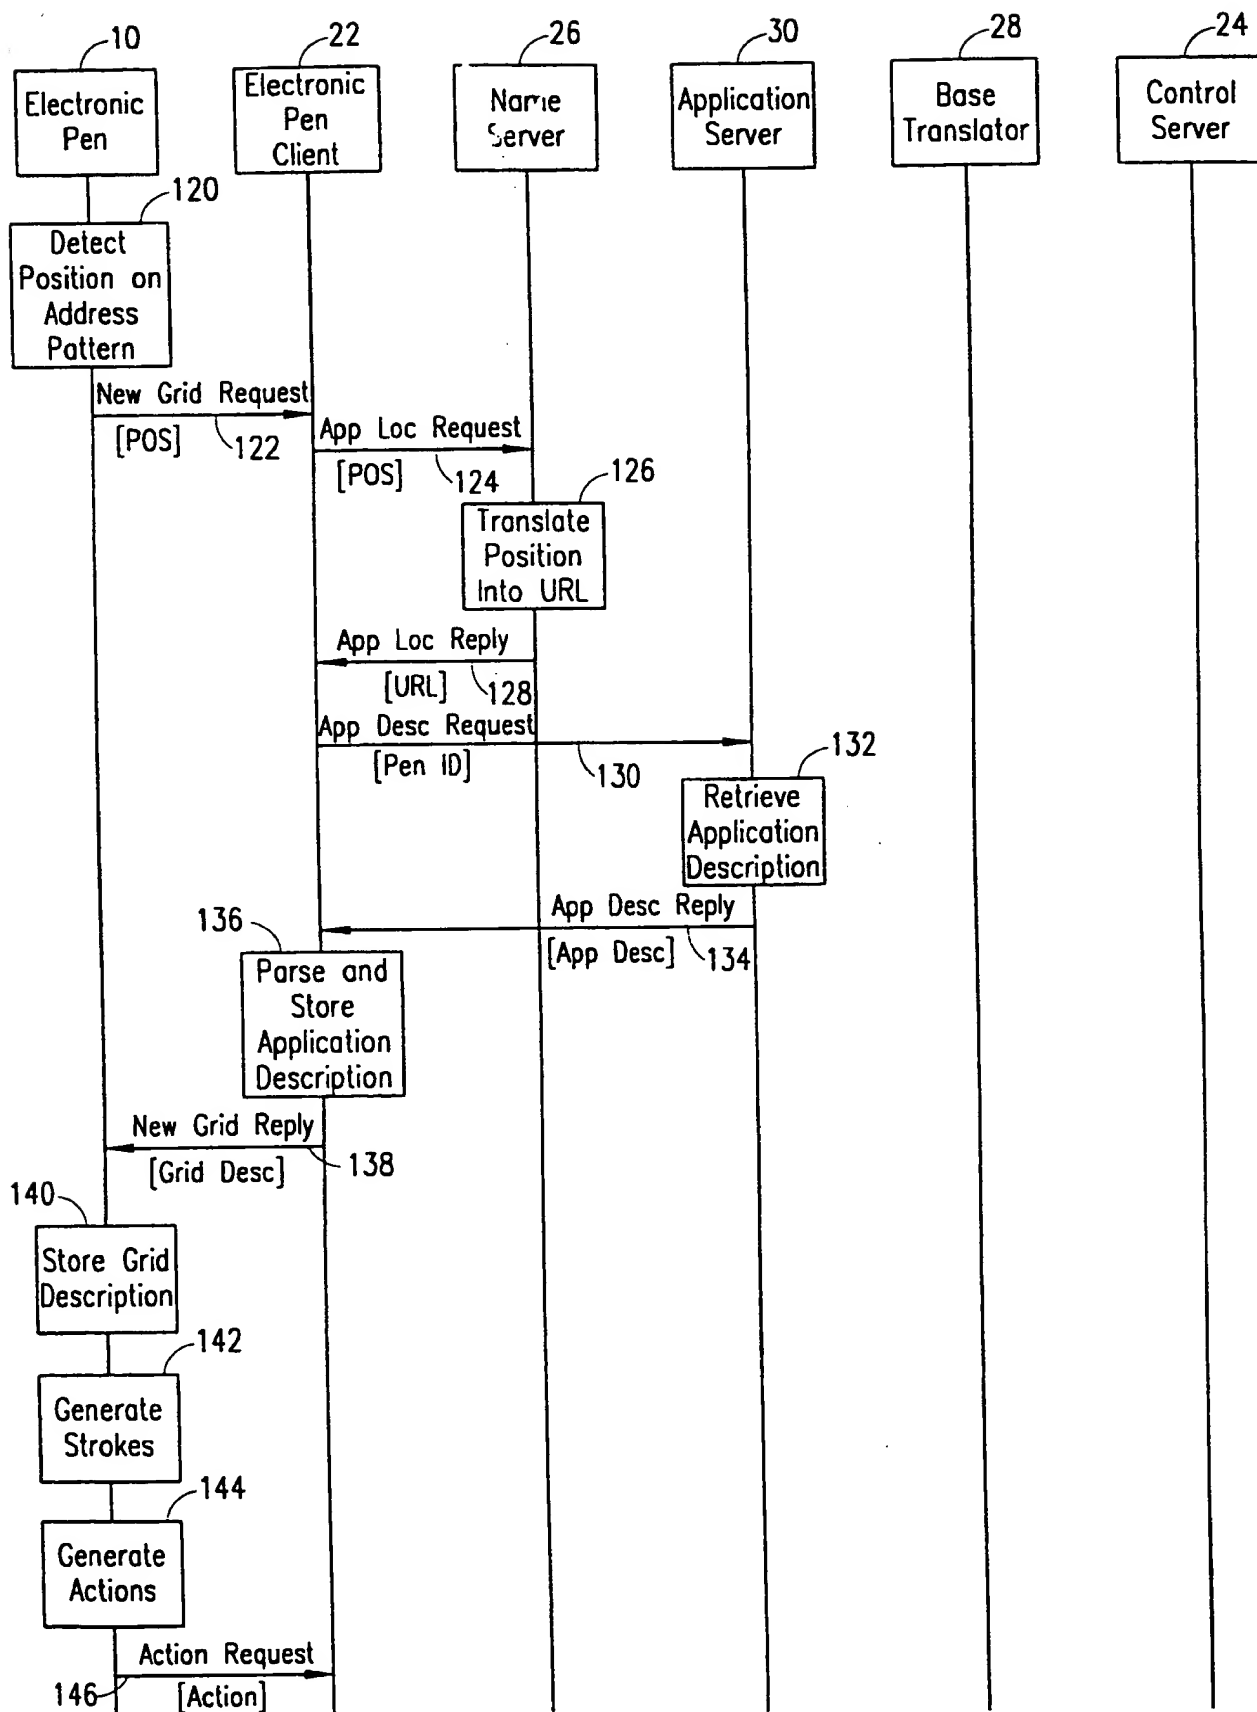 10
22
26
30
28
24
Electronic
Pen
Electronic
Pen
Client
Name
Server
Application
Server
Base
Translator
Control
Server
120
Detect
Position on
Address
Pattern
New Grid Request
[POS]
122
App Loc Request
[POS]
124
126
Translate
Position
Into URL
App Loc Reply
[URL]
128
App Desc Request
[Pen ID]
130
132
Retrieve
Application
Description
App Desc Reply
[App Desc]
134
136
Parse and
Store
Application
Description
New Grid Reply
[Grid Desc]
138
140
Store Grid
Description
142
Generate
Strokes
144
Generate
Actions
Action Request
146
[Action]